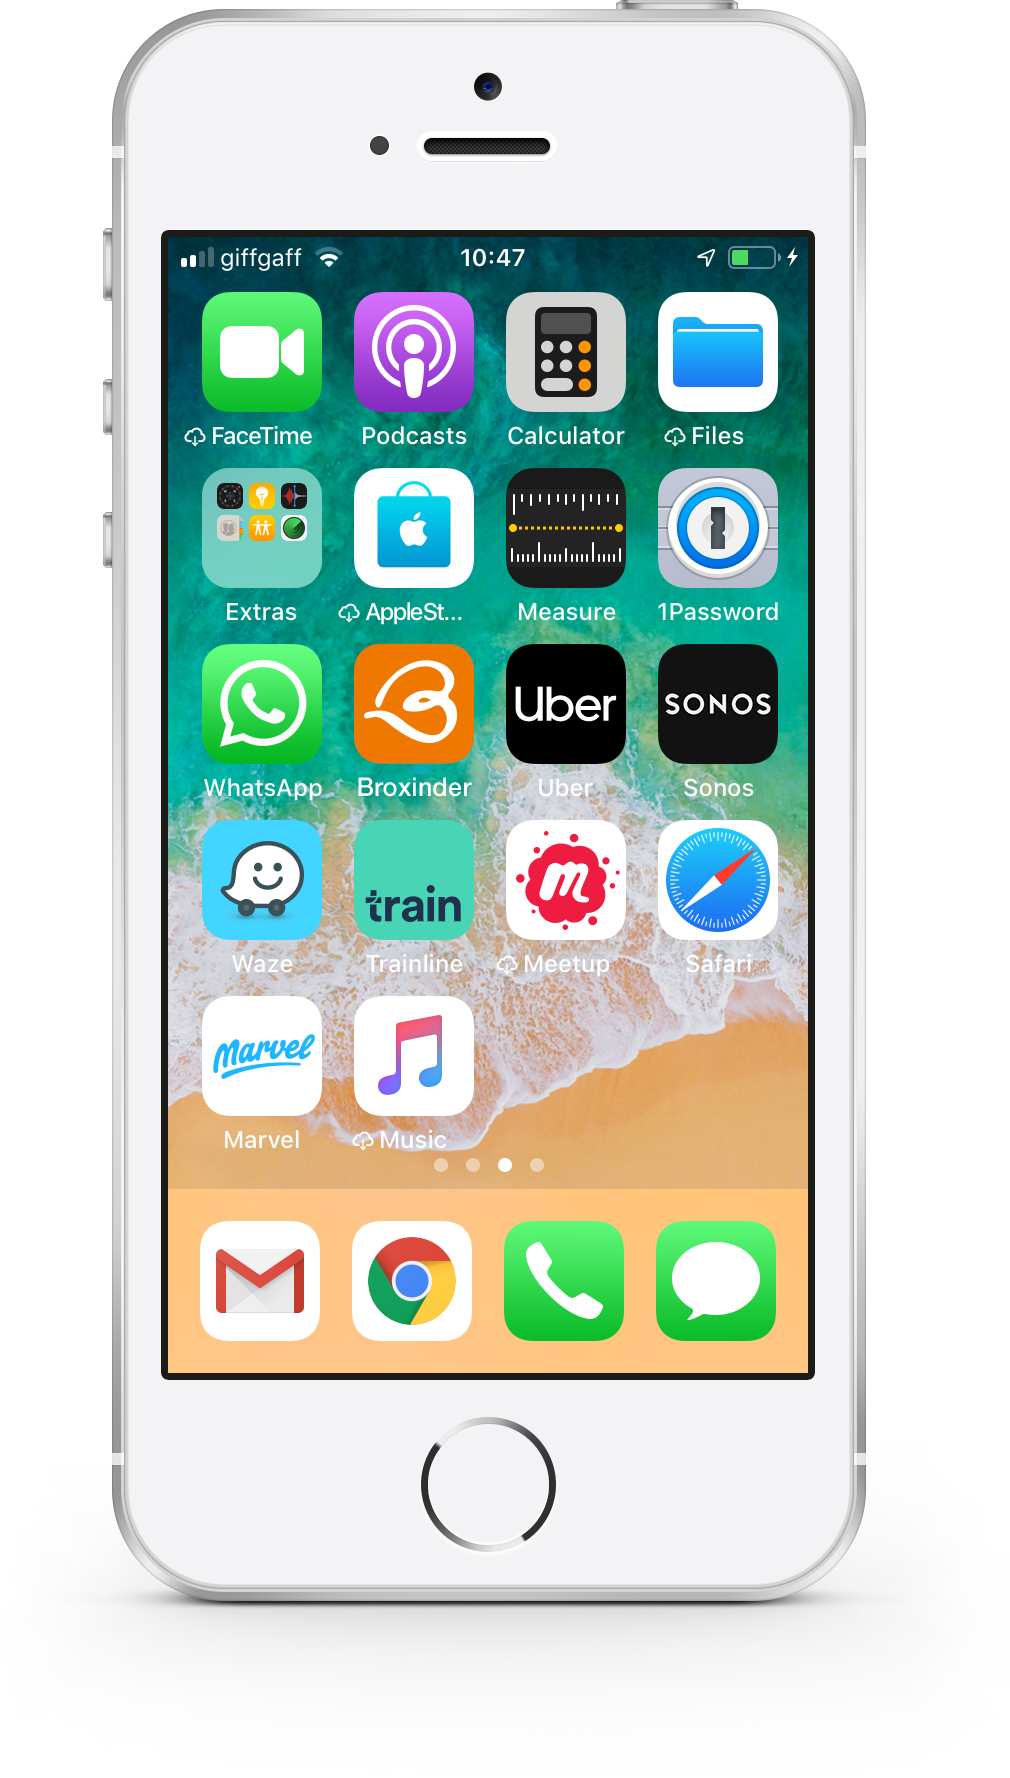 giffgaff 10:47
FaceTime Podcasts Calculator Files
Extras AppleSt... Measure 1Password
Uber SONOS
WhatsApp Broxinder Uber Sonos
train
m
Waze Trainline Meetup Safari
Marvel
Marvel Music